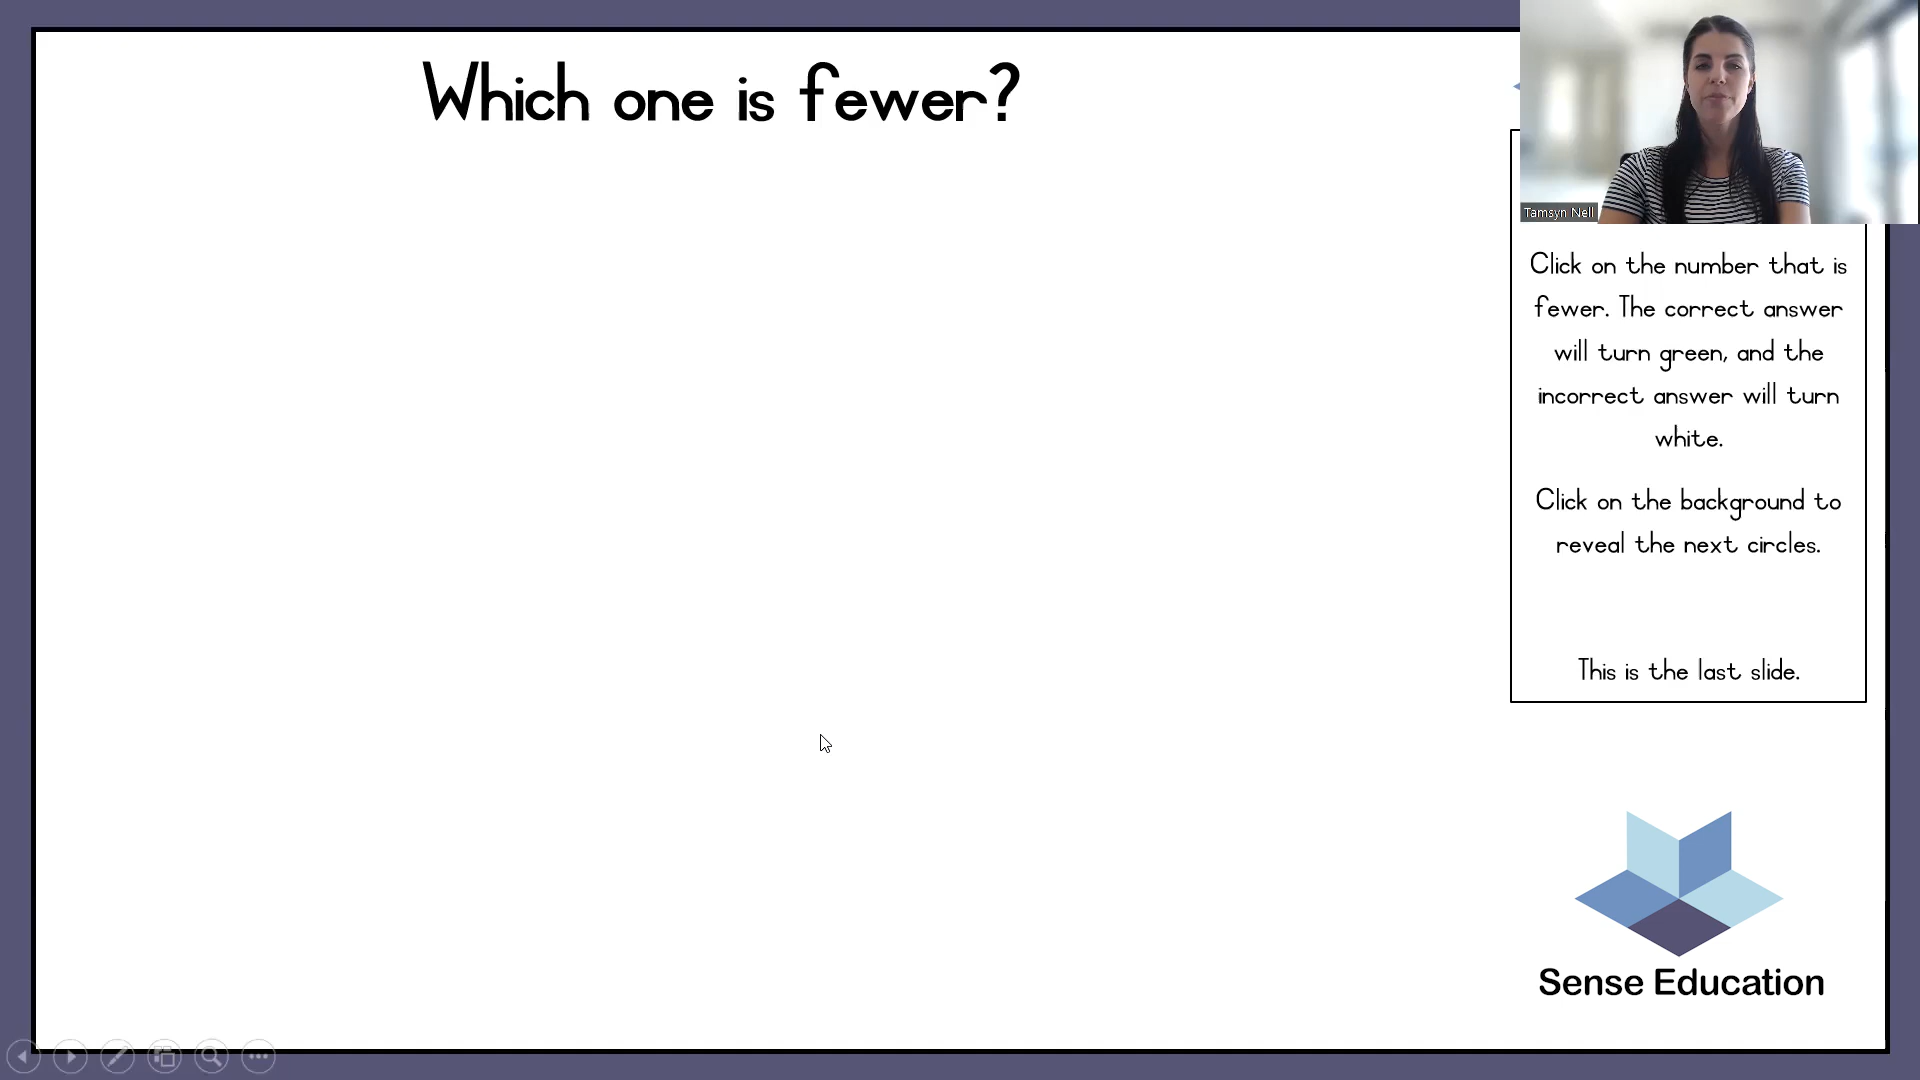 Which one is fewer?
Tamsyn Nell
Click on the number that is
fewer. The correct answer
will turn green, and the
incorrect answer will turn
white.
Click on the background to
reveal the next circles.
This is the last slide.
Sense Education